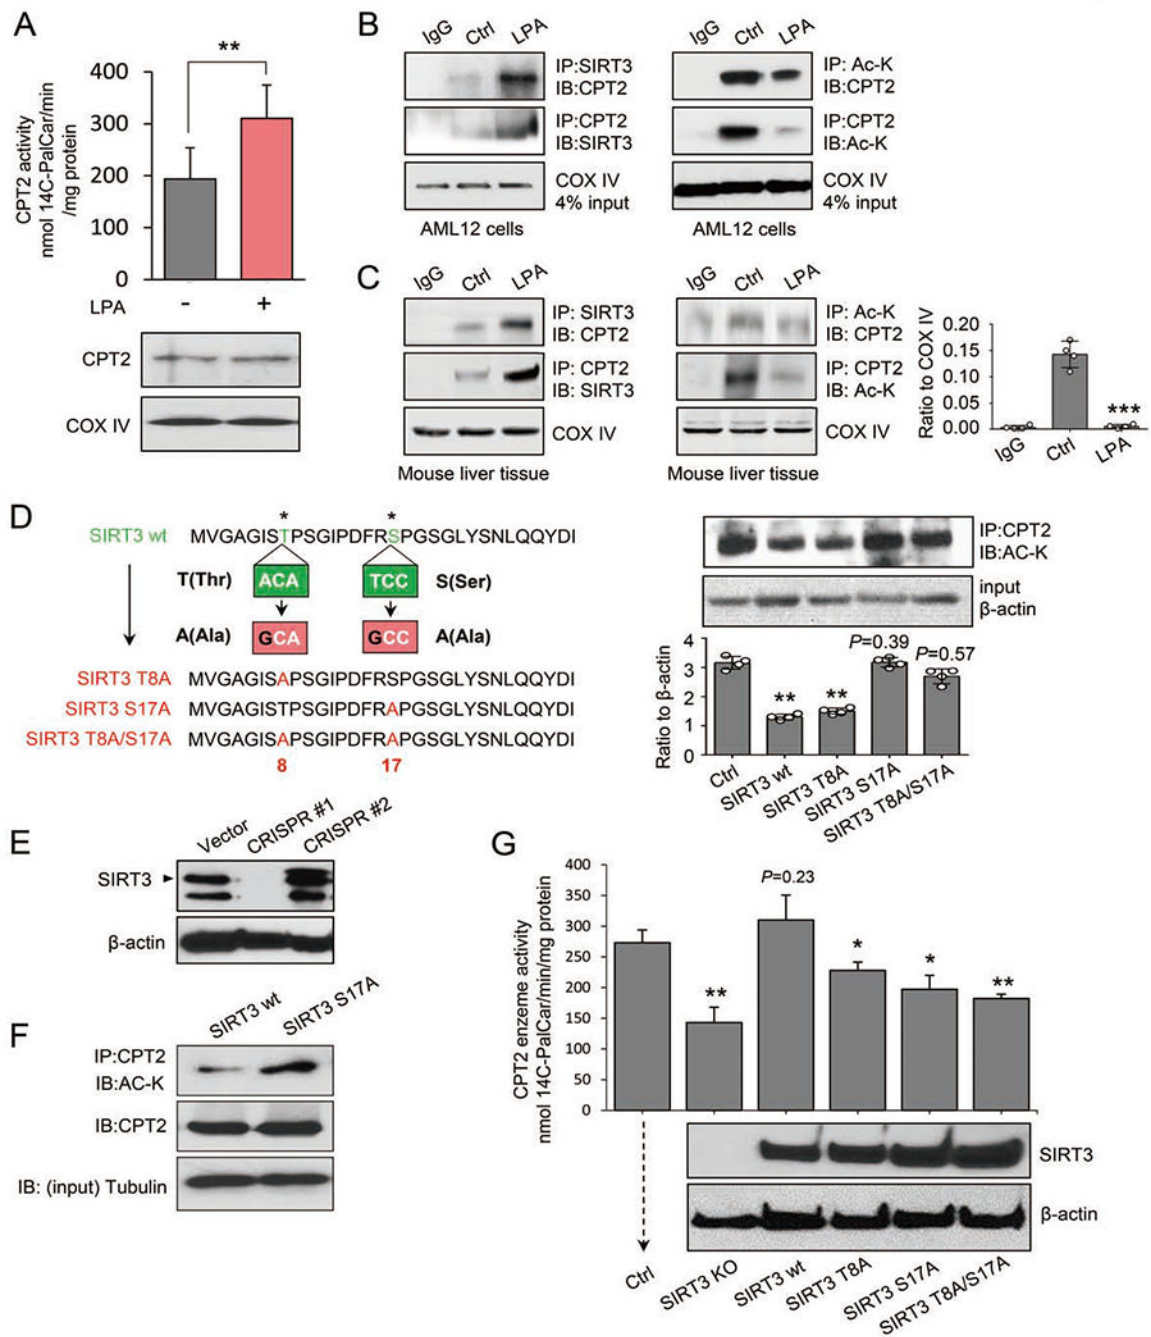 A
**
400
300
200
100
0
CPT2 activity
nmol 14C-PalCar/min
/mg protein
LPA
- +
CPT2
COX IV
B
IgG Ctrl LPA
IP:SIRT3
IB:CPT2
IP:CPT2
IB:SIRT3
COX IV
4% input
AML12 cells
IgG Ctrl LPA
IP: Ac-K
IB:CPT2
IP:CPT2
IB:Ac-K
COX IV
4% input
AML12 cells
C
IgG Ctrl LPA
IP: SIRT3
IB: CPT2
IP: CPT2
IB: SIRT3
COX IV
Mouse liver tissue
IgG Ctrl LPA
IP: Ac-K
IB: CPT2
IP: CPT2
IB: Ac-K
COX IV
Mouse liver tissue
Ratio to COX IV
0.20
0.15
0.10
0.05
0.00
***
IgG Ctrl LPA
D
* *
SIRT3 wt MVGAGISTPSGIPDFRSPGSGLYSNLQQYDI
T(Thr) ACA TCC S(Ser)
A(Ala) GCA GCC A(Ala)
SIRT3 T8A MVGAGISAPSGIPDFRSPGSGLYSNLQQYDI
SIRT3 S17A MVGAGISTPSGIPDFRAPGSGLYSNLQQYDI
SIRT3 T8A/S17A MVGAGISAPSGIPDFRAPGSGLYSNLQQYDI
8 17
IP:CPT2
IB:AC-K
input
β-actin
Ratio to β-actin
4
3
2
1
0
** ** P=0.39 P=0.57
Ctrl SIRT3 wt SIRT3 T8A SIRT3 S17A SIRT3 T8A/S17A
E
Vector CRISPR #1 CRISPR #2
SIRT3
β-actin
F
SIRT3 wt SIRT3 S17A
IP:CPT2
IB:AC-K
IB:CPT2
IB: (input) Tubulin
G
CPT2 enzeme activity
nmol 14C-PalCar/min/mg protein
400
350
300
250
200
150
100
50
0
** P=0.23 * * **
SIRT3
β-actin
Ctrl SIRT3 KO SIRT3 wt SIRT3 T8A SIRT3 S17A SIRT3 T8A/S17A